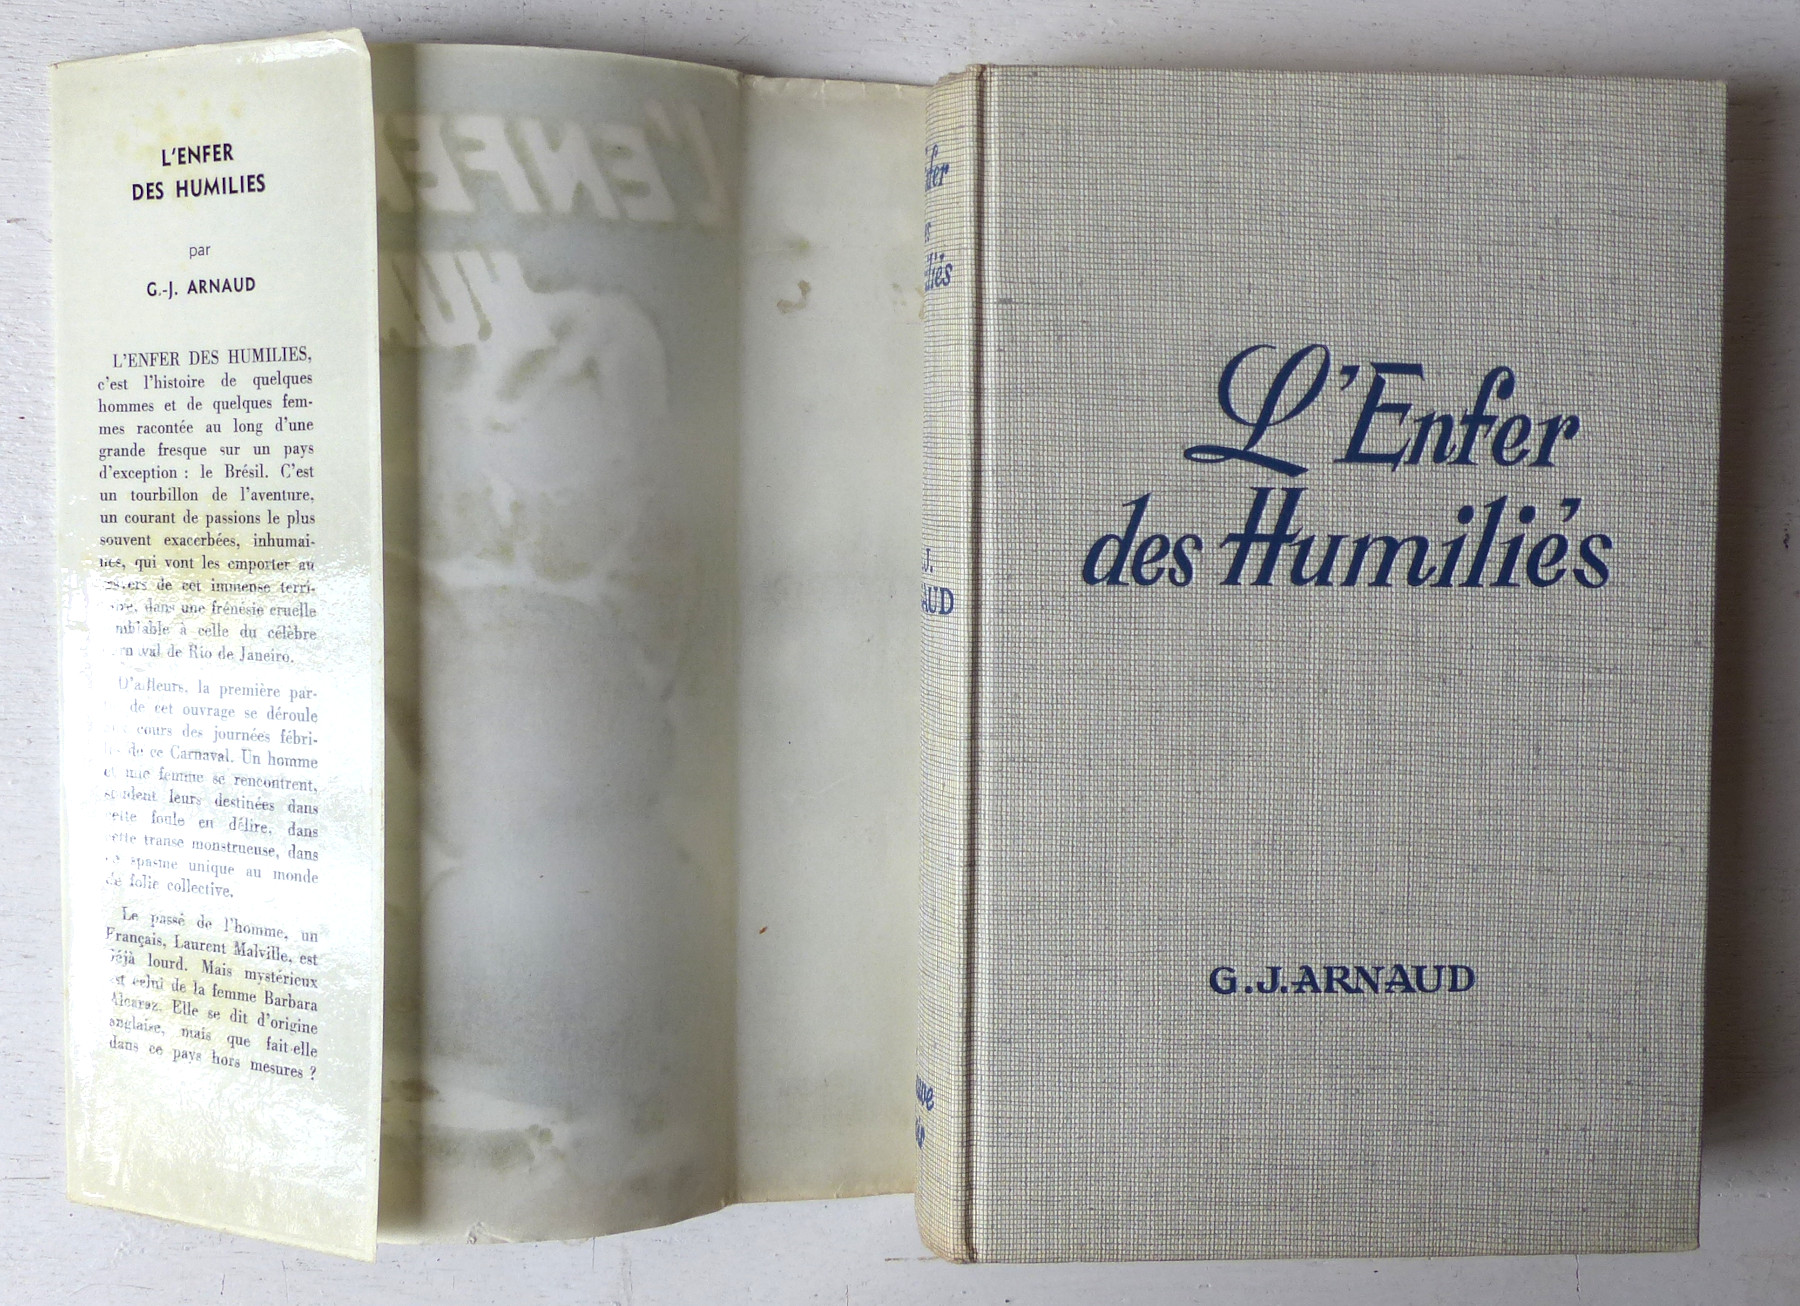 L'ENFER
DES HUMILIES
par
G.-J. ARNAUD
L'ENFER DES HUMILIES,
c'est l'histoire de quelques
hommes et de quelques fem-
mes racontée au long d'une
grande fresque sur un pays
d'exception : le Brésil. C'est
un tourbillon de l'aventure,
un courant de passions le plus
souvent exacerbées, inhumai-
nes, qui vont les emporter au
de cet immense terri-
dans une frénésie cruelle
à celle du célèbre
de Rio de Janeiro.
D'ailleurs, la première par-
de cet ouvrage se déroule
cours des journées fébri-
de ce Carnaval. Un homme
et une femme se rencontrent,
leurs destinées dans
foule en délire, dans
transe monstrueuse, dans
spasme unique au monde
de folie collective.
Le passé de l'homme, un
Français, Laurent Malville, est
déjà lourd. Mais mystérieux
est celui de la femme Barbara
Alcaraz. Elle se dit d'origine
anglaise, mais que fait-elle
dans ce pays hors mesures ?
L'ENFER
L'Enfer
des Humiliés
G.J. ARNAUD